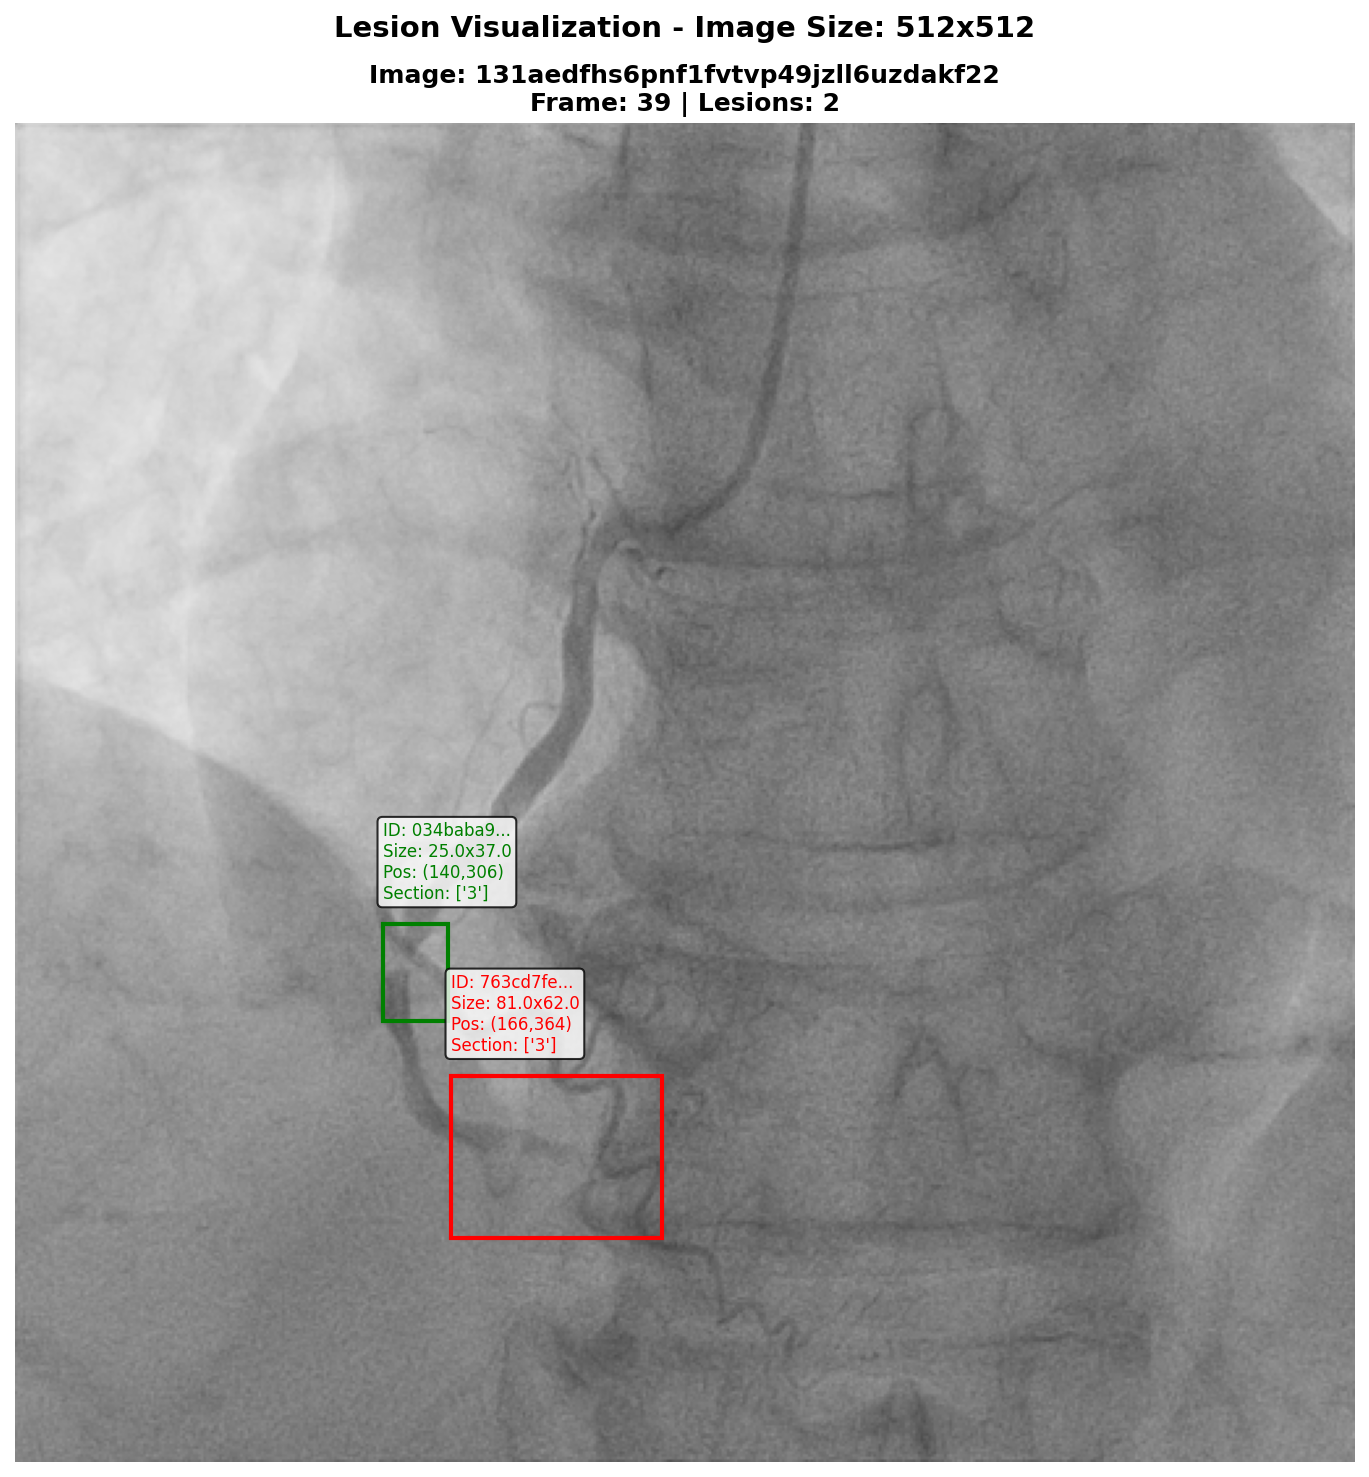 Lesion Visualization - Image Size: 512x512
Image: 131aedfhs6pnf1fvtvp49jzll6uzdakf22
Frame: 39 | Lesions: 2
ID: 034baba9...
Size: 25.0x37.0
Pos: (140,306)
Section: ['3']
ID: 763cd7fe...
Size: 81.0x62.0
Pos: (166,364)
Section: ['3']